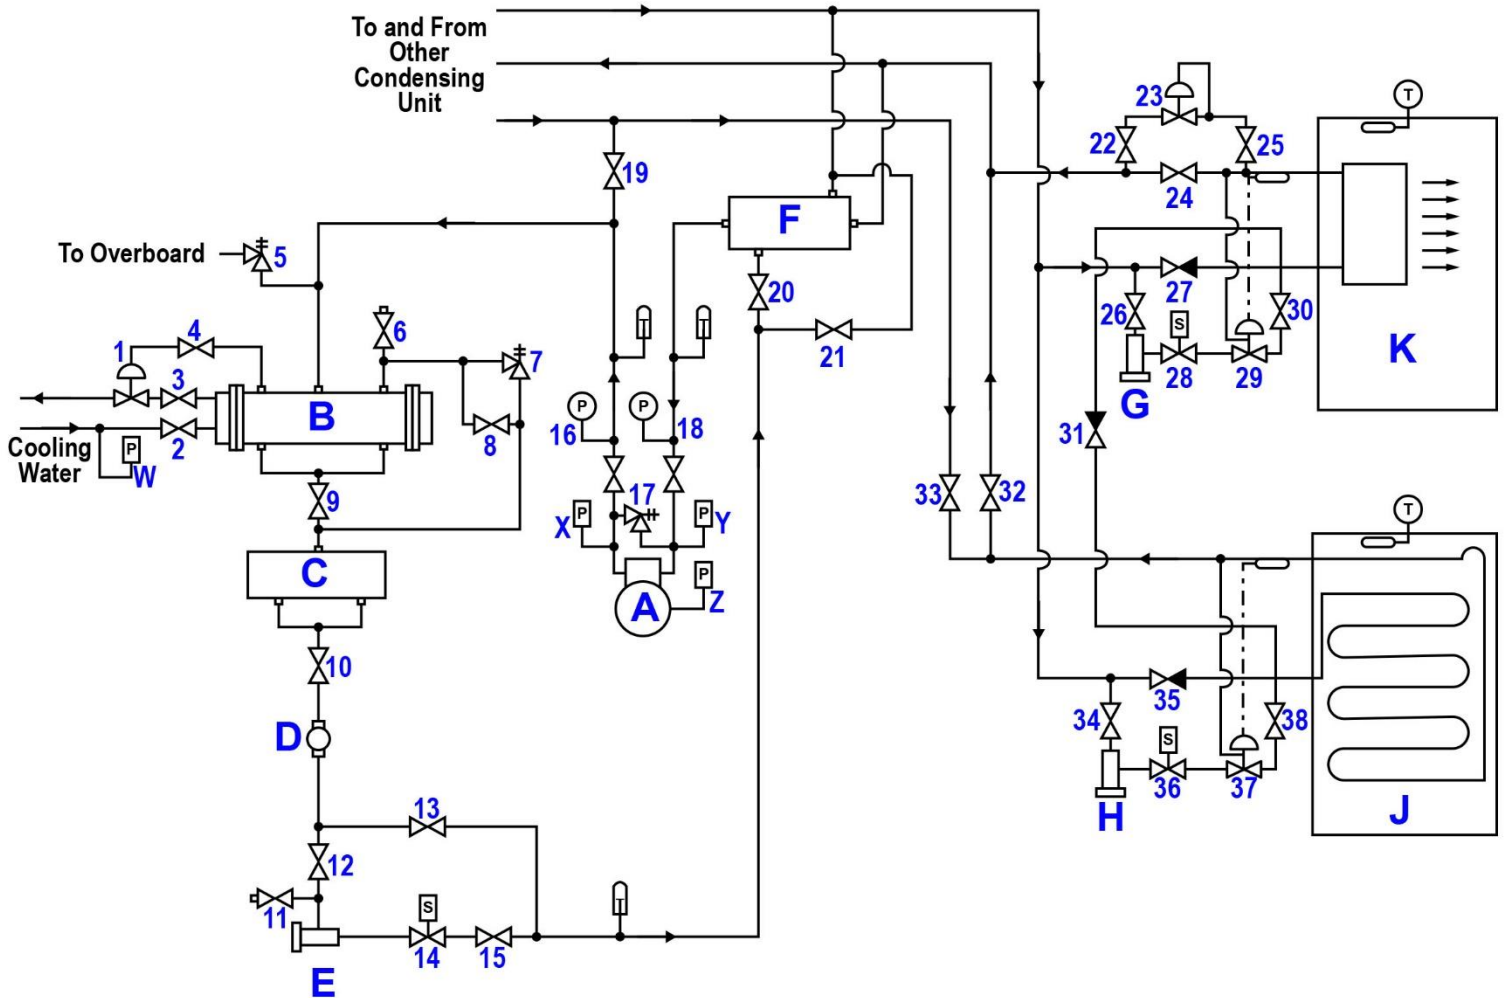 To and From
Other
Condensing
Unit
23
T
22
25
19
24
F
To Overboard
5
K
20
27
30
26
S
6
21
28
29
G
4
1
7
T
T
3
B
P
P
31
16
18
8
2
Cooling
Water
P
W
33
32
17
9
P
X
P
Y
T
C
P
Z
A
10
35
34
38
D
S
36
37
J
H
13
12
11
S
T
14
15
E